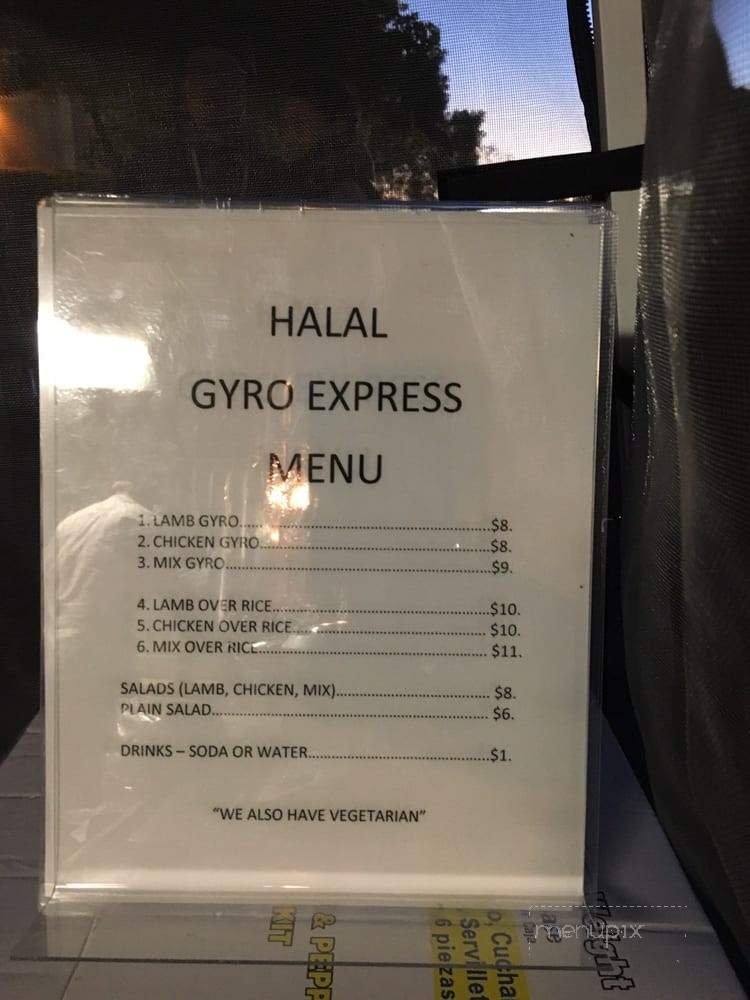 HALAL
GYRO EXPRESS
MENU
1. LAMB GYRO.......................................................$8.
2. CHICKEN GYRO..................................................$8.
3. MIX GYRO..........................................................$9.
4. LAMB OVER RICE................................................$10.
5. CHICKEN OVER RICE........................................... $10.
6. MIX OVER RICE.................................................. $11.
SALADS (LAMB, CHICKEN, MIX)................................. $8.
PLAIN SALAD............................................................. $6.
DRINKS – SODA OR WATER.......................................$1.
"WE ALSO HAVE VEGETARIAN"
& PEPP
KIT
o, Cucha
Servillet
6 piezas
menupix